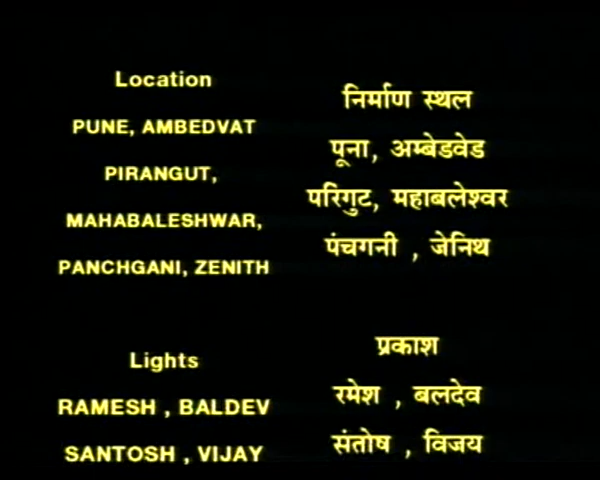 Location
PUNE, AMBEDVAT
PIRANGUT,
MAHABALESHWAR,
PANCHGANI, ZENITH
निर्माण स्थल
पूना, अम्बेडवेड
परिगुट, महाबलेश्वर
पंचगनी , जेनिथ
Lights
RAMESH , BALDEV
SANTOSH , VIJAY
प्रकाश
रमेश , बलदेव
संतोष , विजय